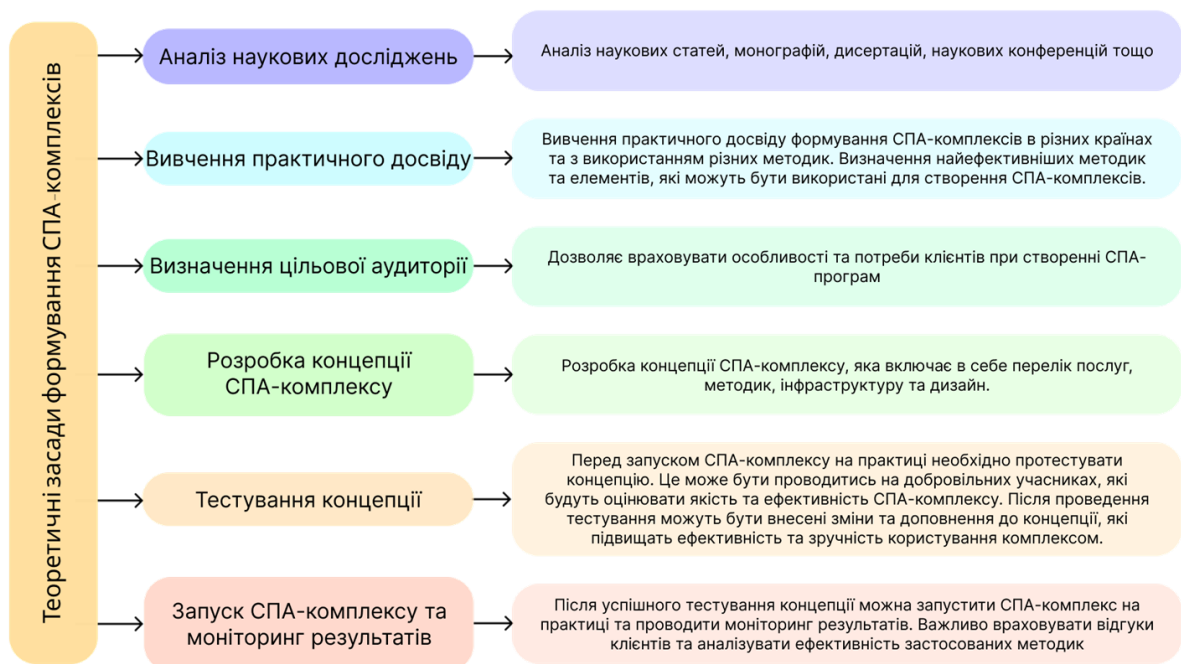 Теоретичні засади формування СПА-комплексів
Аналіз наукових досліджень
Аналіз наукових статей, монографій, дисертацій, наукових конференцій тощо
Вивчення практичного досвіду
Вивчення практичного досвіду формування СПА-комплексів в різних країнах
та з використанням різних методик. Визначення найефективніших методик
та елементів, які можуть бути використані для створення СПА-комплексів.
Визначення цільової аудиторії
Дозволяє враховувати особливості та потреби клієнтів при створенні СПА-
програм
Розробка концепції
СПА-комплексу
Розробка концепції СПА-комплексу, яка включає в себе перелік послуг,
методик, інфраструктуру та дизайн.
Тестування концепції
Перед запуском СПА-комплексу на практиці необхідно протестувати
концепцію. Це може бути проводитись на добровільних учасниках, які
будуть оцінювати якість та ефективність СПА-комплексу. Після проведення
тестування можуть бути внесені зміни та доповнення до концепції, які
підвищать ефективність та зручність користування комплексом.
Запуск СПА-комплексу та
моніторинг результатів
Після успішного тестування концепції можна запустити СПА-комплекс на
практиці та проводити моніторинг результатів. Важливо враховувати відгуки
клієнтів та аналізувати ефективність застосованих методик